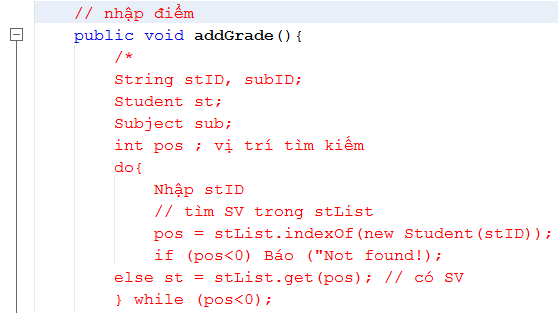 // nhập điểm
public void addGrade(){
/*
String stID, subID;
Student st;
Subject sub;
int pos ; vị trí tìm kiếm
do{
Nhập stID
// tìm SV trong stList
pos = stList.indexOf(new Student(stID));
if (pos<0) Báo ("Not found!);
else st = stList.get(pos); // có SV
} while (pos<0);